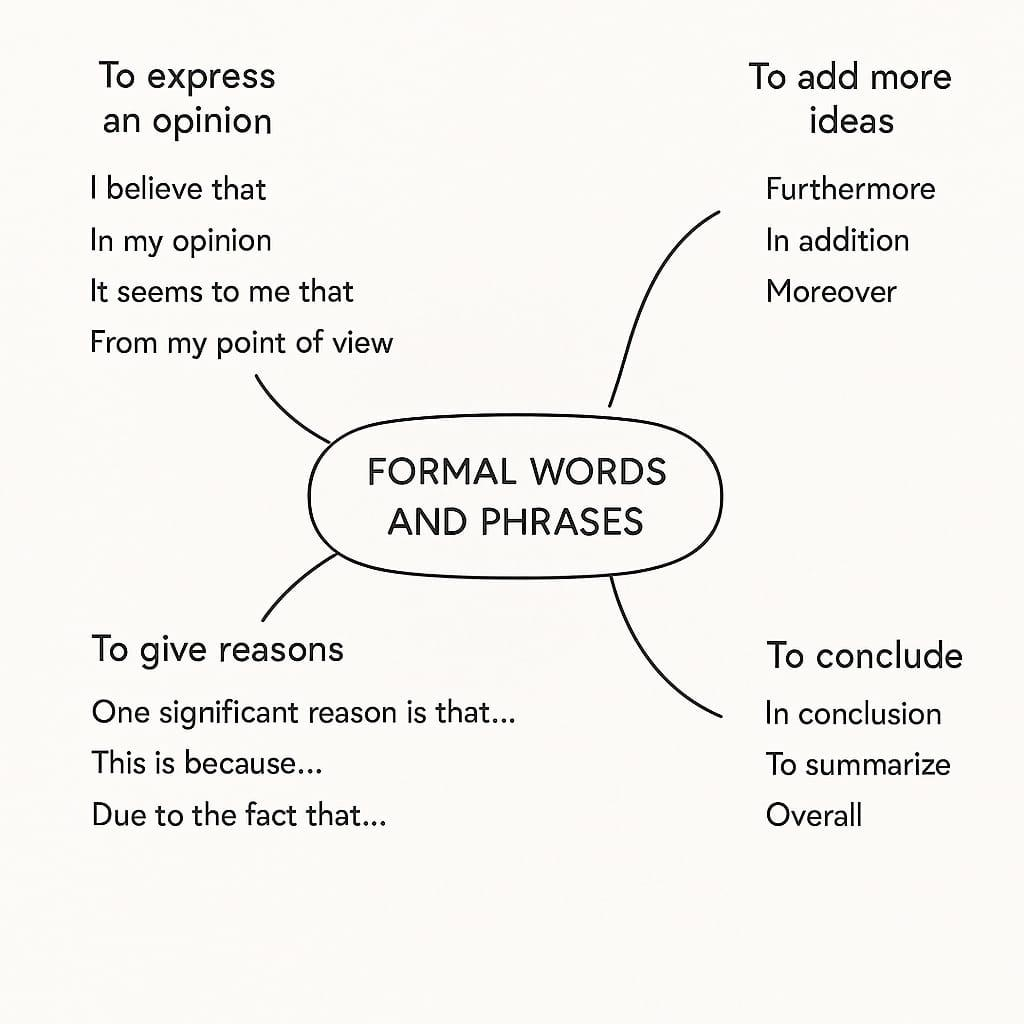 To express
an opinion
I believe that
In my opinion
It seems to me that
From my point of view
To add more
ideas
Furthermore
In addition
Moreover
FORMAL WORDS
AND PHRASES
To give reasons
One significant reason is that...
This is because...
Due to the fact that...
To conclude
In conclusion
To summarize
Overall